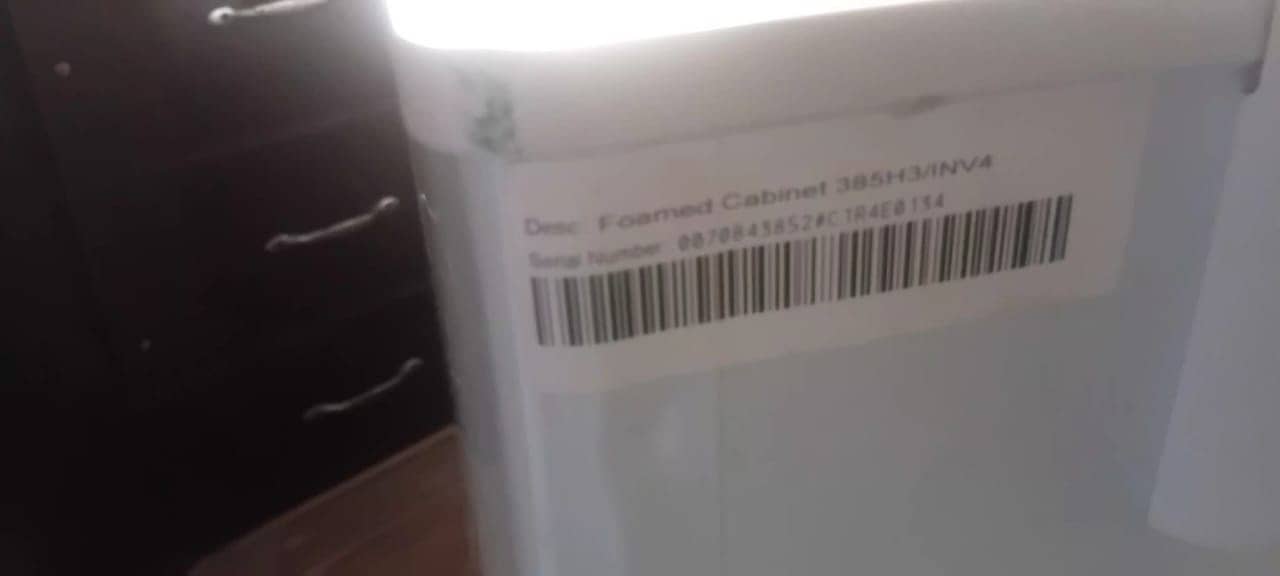 Desc: Foamed Cabinet 385H3/INV4
Serial Number: 0070843852#C1R4E0134